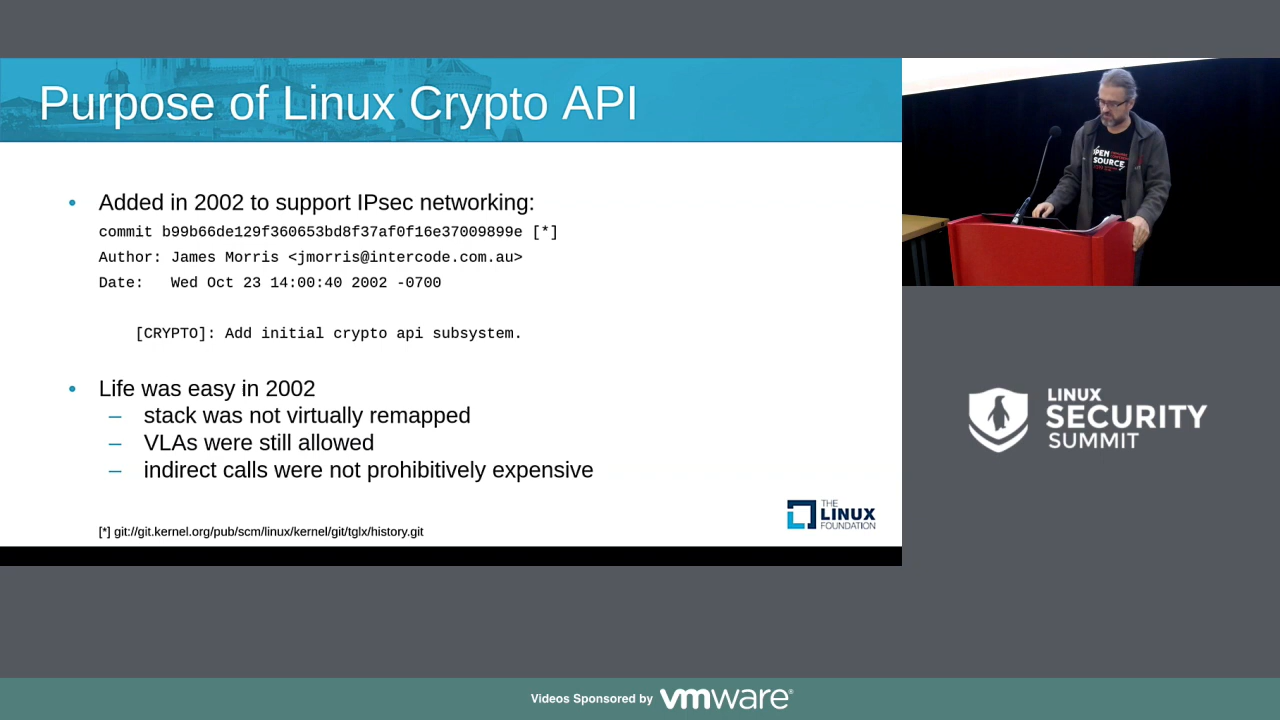 Purpose of Linux Crypto API
• Added in 2002 to support IPsec networking:
commit b99b66de129f360653bd8f37af0f16e37009899e [*]
Author: James Morris <jmorris@intercode.com.au>
Date:   Wed Oct 23 14:00:40 2002 -0700
[CRYPTO]: Add initial crypto api subsystem.
• Life was easy in 2002
– stack was not virtually remapped
– VLAs were still allowed
– indirect calls were not prohibitively expensive
[*] git://git.kernel.org/pub/scm/linux/kernel/git/tglx/history.git
THE
LINUX
FOUNDATION
OPEN
SOURCE
LINUX
SECURITY
SUMMIT
Videos Sponsored by vmware®